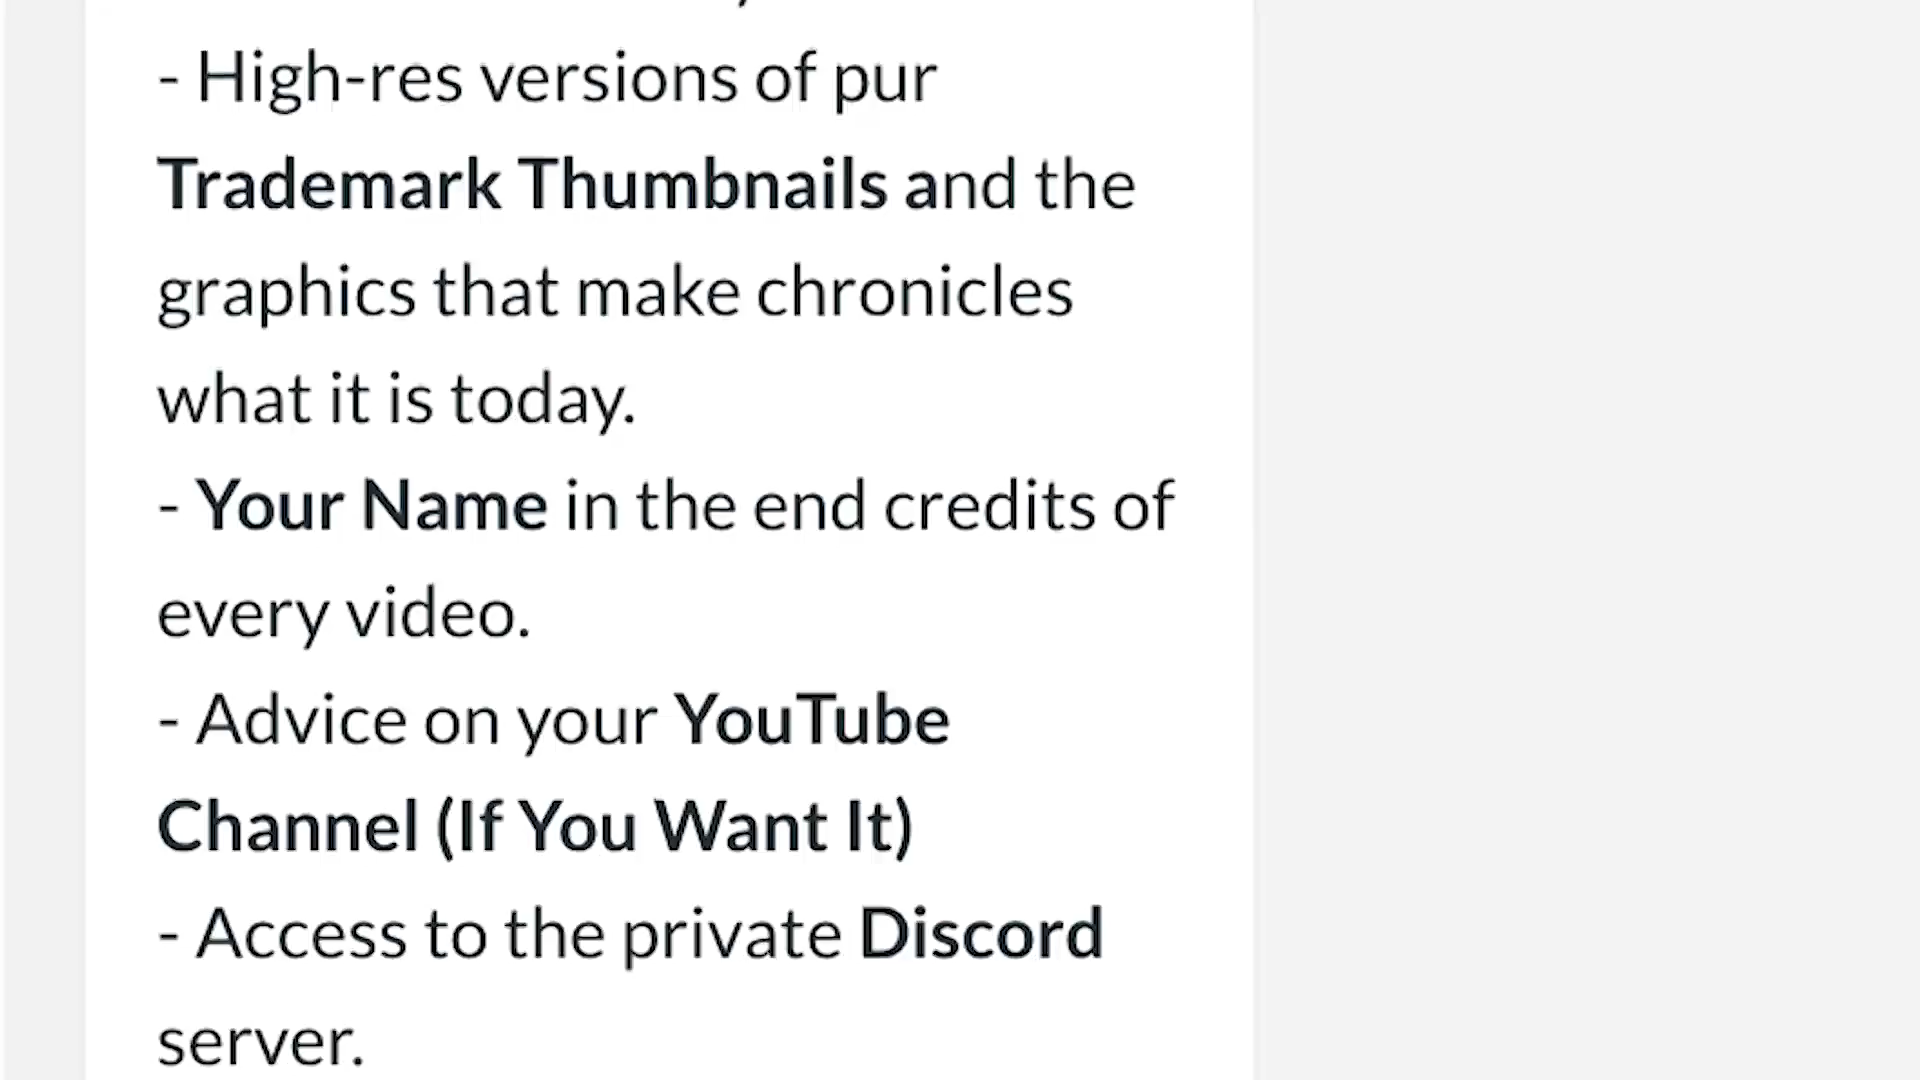 - High-res versions of pur
Trademark Thumbnails and the
graphics that make chronicles
what it is today.
- Your Name in the end credits of
every video.
- Advice on your YouTube
Channel (If You Want It)
- Access to the private Discord
server.